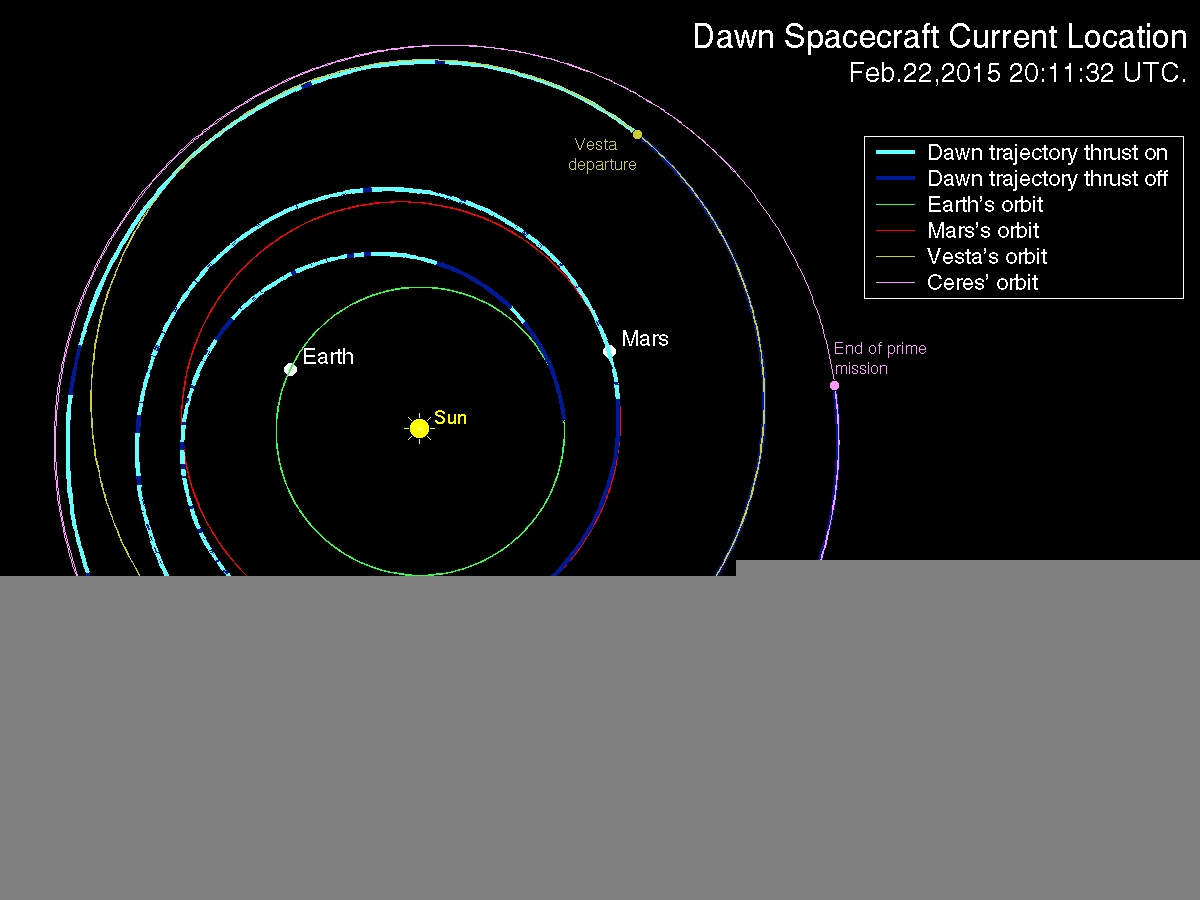 Dawn Spacecraft Current Location
Feb.22,2015 20:11:32 UTC.
Vesta
departure
Dawn trajectory thrust on
Dawn trajectory thrust off
Earth's orbit
Mars's orbit
Vesta's orbit
Ceres' orbit
Mars
End of prime
mission
Earth
Sun